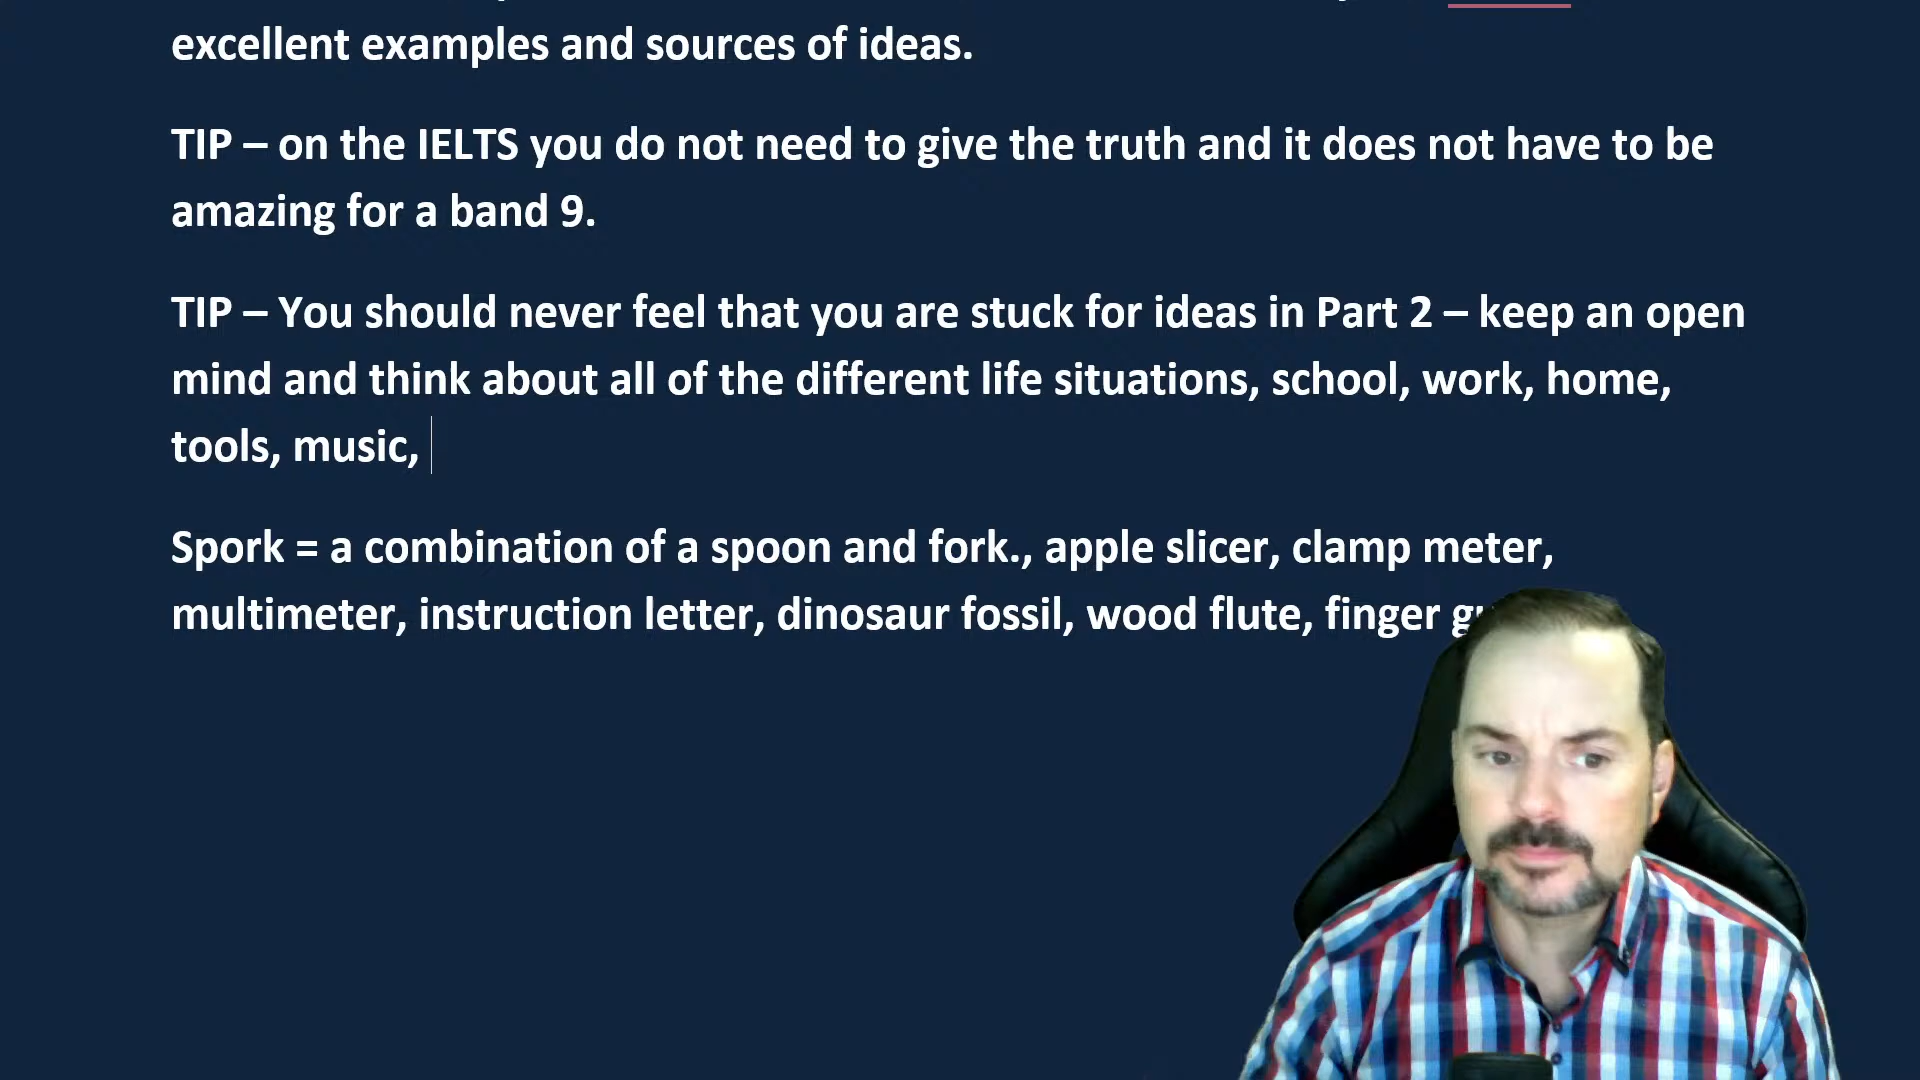 excellent examples and sources of ideas.
TIP – on the IELTS you do not need to give the truth and it does not have to be
amazing for a band 9.
TIP – You should never feel that you are stuck for ideas in Part 2 – keep an open
mind and think about all of the different life situations, school, work, home,
tools, music,
Spork = a combination of a spoon and fork., apple slicer, clamp meter,
multimeter, instruction letter, dinosaur fossil, wood flute, finger